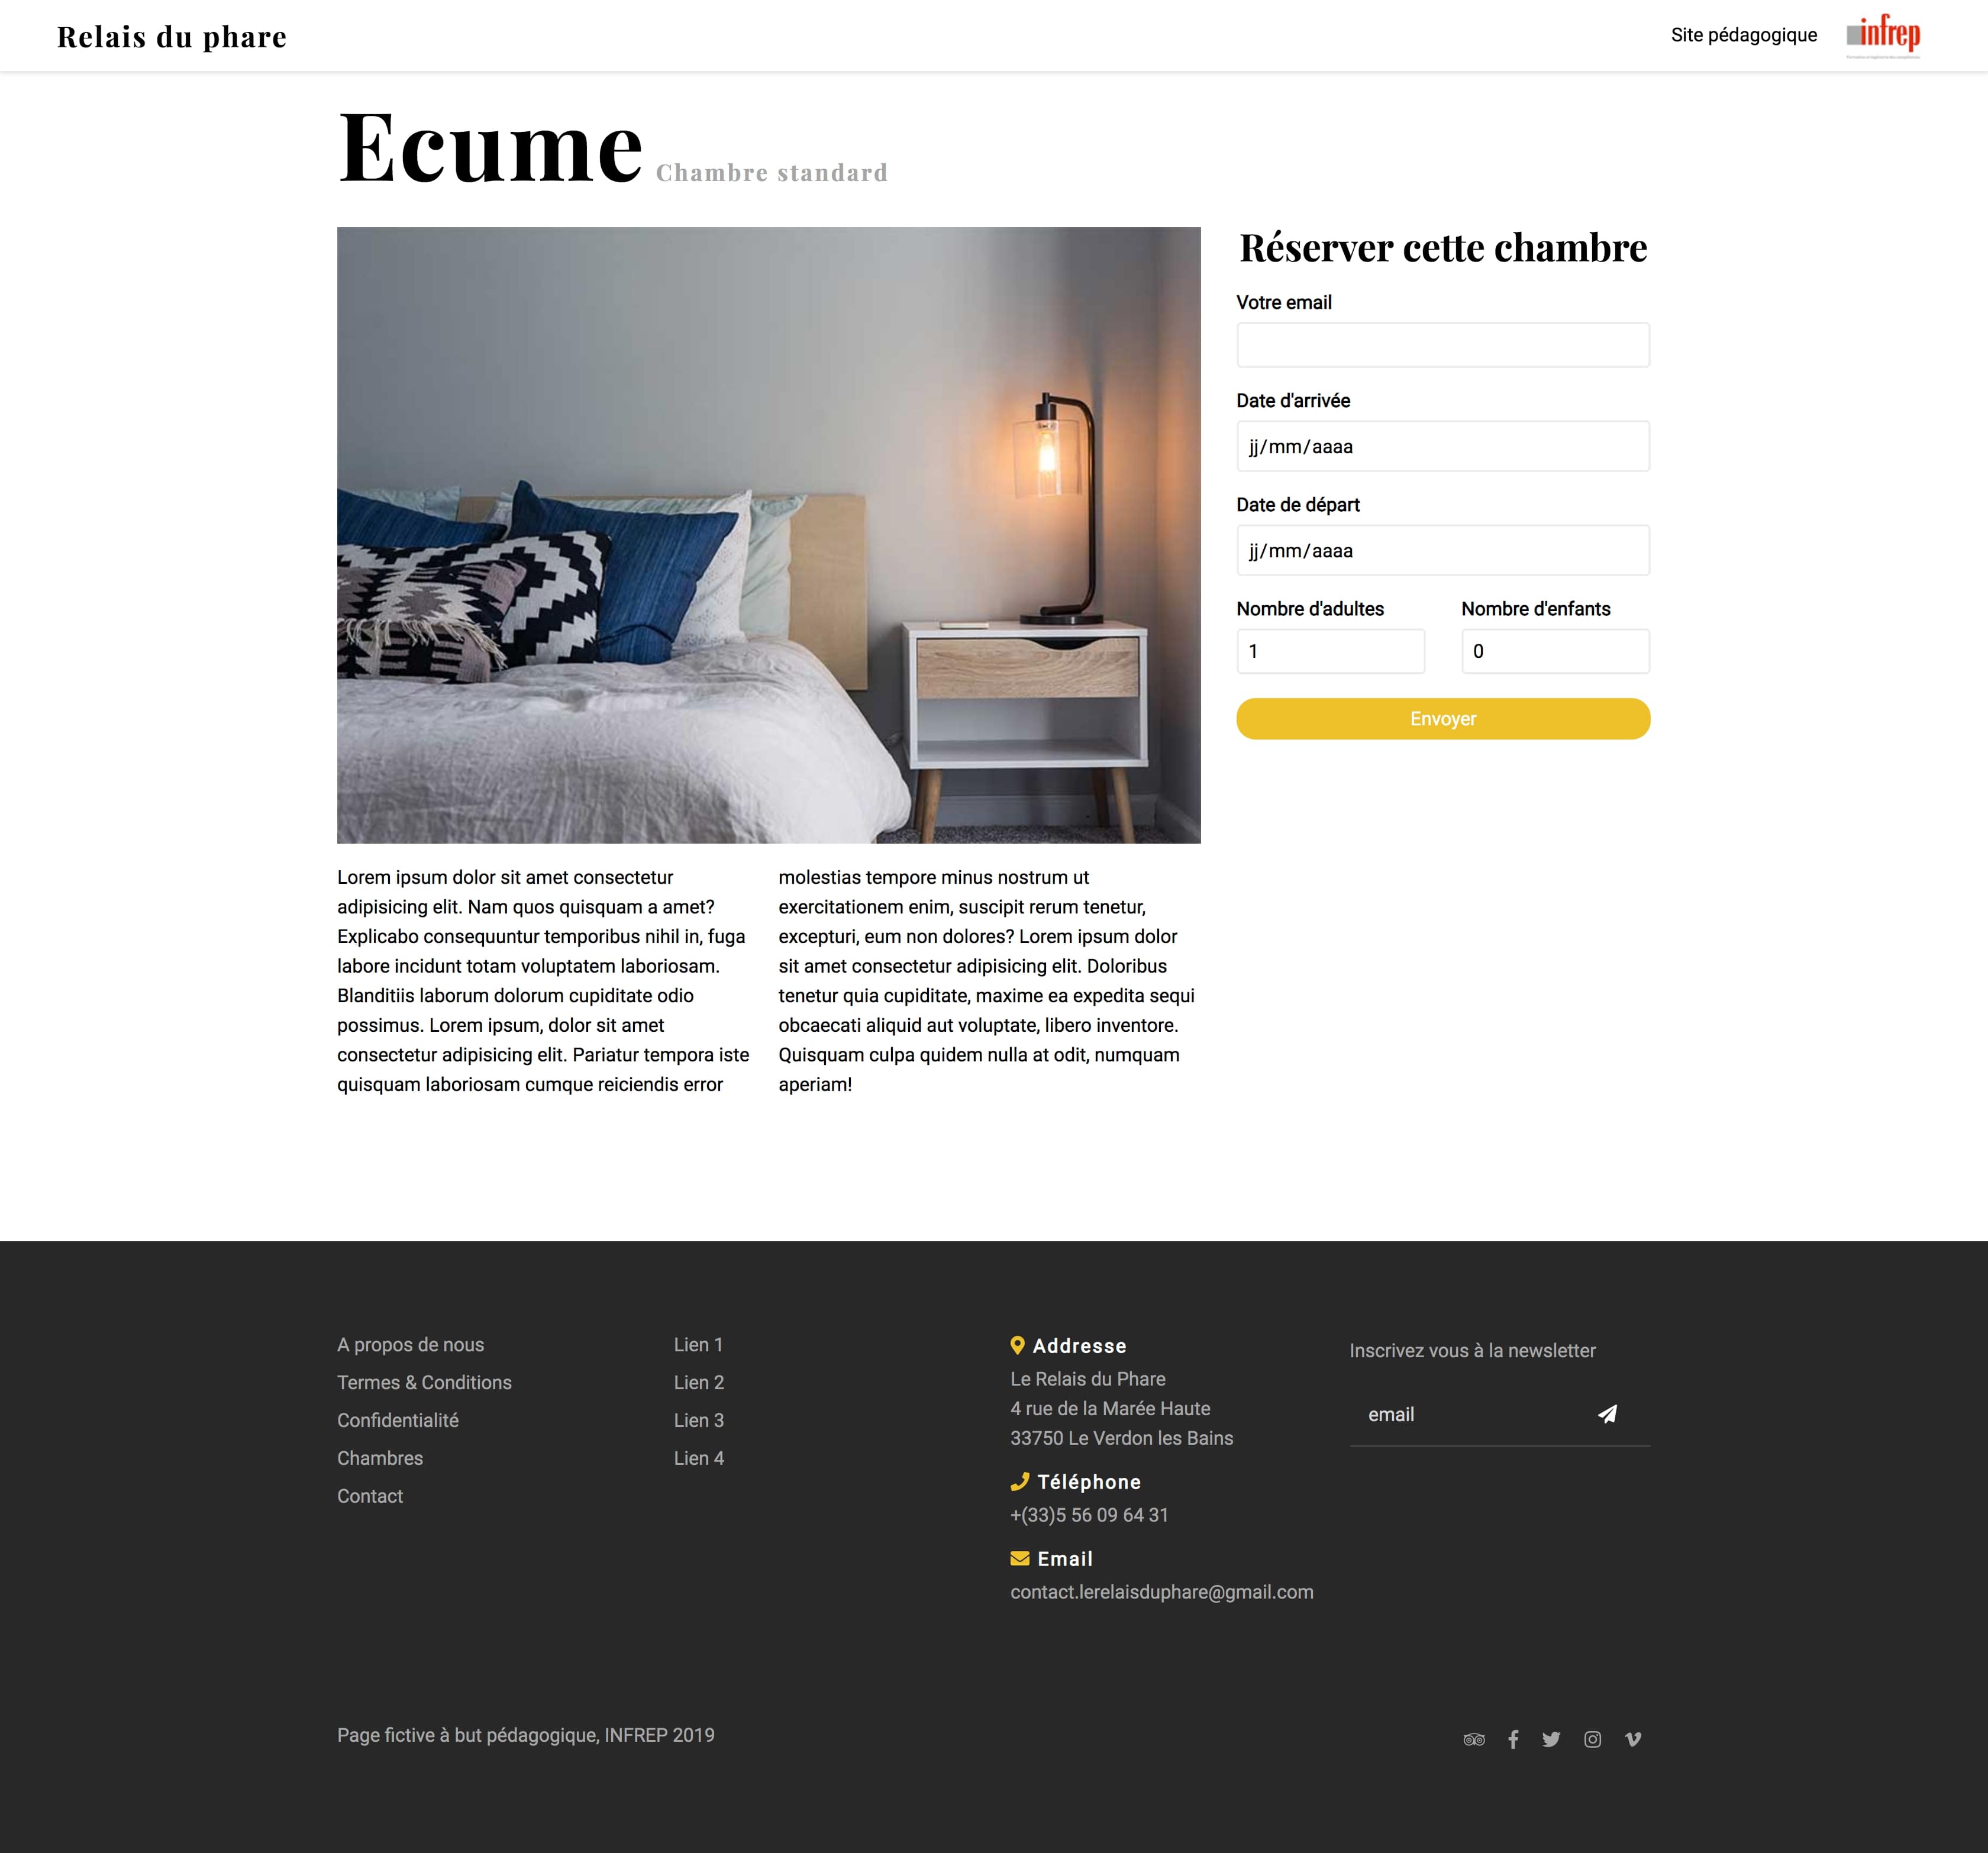 Relais du phare
Site pédagogique
infrep
Ecume Chambre standard
Réserver cette chambre
Votre email
Date d'arrivée
jj/mm/aaaa
Date de départ
jj/mm/aaaa
Nombre d'adultes
Nombre d'enfants
1
0
Envoyer
Lorem ipsum dolor sit amet consectetur
adipisicing elit. Nam quos quisquam a amet?
Explicabo consequuntur temporibus nihil in, fuga
labore incidunt totam voluptatem laboriosam.
Blanditiis laborum dolorum cupiditate odio
possimus. Lorem ipsum, dolor sit amet
consectetur adipisicing elit. Pariatur tempora iste
quisquam laboriosam cumque reiciendis error
molestias tempore minus nostrum ut
exercitationem enim, suscipit rerum tenetur,
excepturi, eum non dolores? Lorem ipsum dolor
sit amet consectetur adipisicing elit. Doloribus
tenetur quia cupiditate, maxime ea expedita sequi
obcaecati aliquid aut voluptate, libero inventore.
Quisquam culpa quidem nulla at odit, numquam
aperiam!
A propos de nous
Termes & Conditions
Confidentialité
Chambres
Contact
Lien 1
Lien 2
Lien 3
Lien 4
Addresse
Le Relais du Phare
4 rue de la Marée Haute
33750 Le Verdon les Bains
Téléphone
+(33)5 56 09 64 31
Email
contact.lerelaisduphare@gmail.com
Inscrivez vous à la newsletter
email
Page fictive à but pédagogique, INFREP 2019